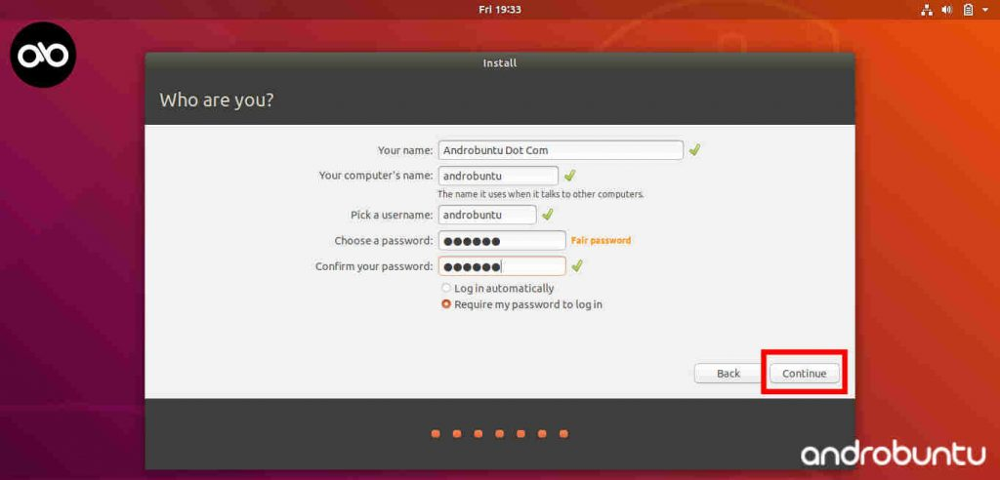 Fri 19:33
Install
Who are you?
Your name: Androbuntu Dot Com
Your computer's name: androbuntu
The name it uses when it talks to other computers.
Pick a username: androbuntu
Choose a password: ●●●●●● Fair password
Confirm your password: ●●●●●●
Log in automatically
Require my password to log in
Back Continue
androbuntu